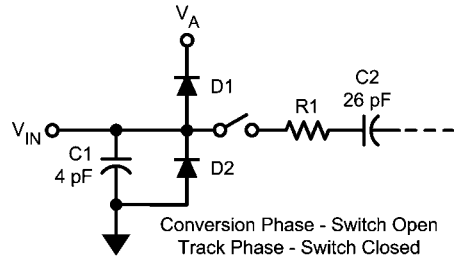 VA
D1
C2
26 pF
R1
VIN
C1
4 pF
D2
Conversion Phase - Switch Open
Track Phase - Switch Closed